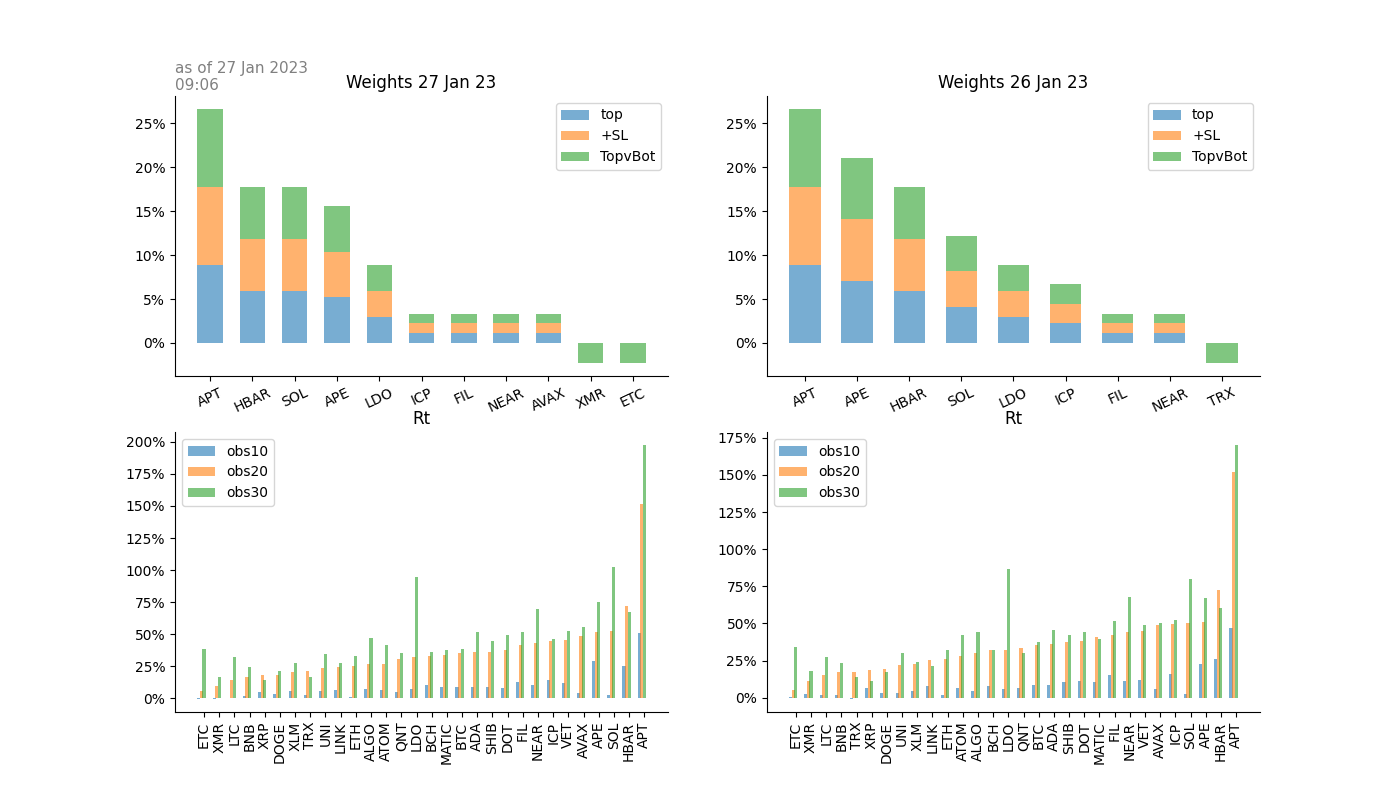 as of 27 Jan 2023
09:06
Weights 27 Jan 23
25%
20%
15%
10%
5%
0%
top
+SL
TopvBot
APT HBAR SOL APE LDO ICP FIL NEAR AVAX XMR ETC
Weights 26 Jan 23
25%
20%
15%
10%
5%
0%
top
+SL
TopvBot
APT APE HBAR SOL LDO ICP FIL NEAR TRX
Rt
200%
175%
150%
125%
100%
75%
50%
25%
0%
obs10
obs20
obs30
ETC XMR LTC BNB XRP DOGE XLM TRX UNI LINK ETH ALGO ATOM QNT LDO BCH MATIC BTC ADA SHIB DOT FIL NEAR ICP VET AVAX APE SOL HBAR APT
Rt
175%
150%
125%
100%
75%
50%
25%
0%
obs10
obs20
obs30
ETC XMR LTC BNB TRX XRP DOGE UNI XLM LINK ETH ATOM ALGO BCH LDO QNT BTC ADA SHIB DOT MATIC FIL NEAR VET AVAX ICP SOL APE HBAR APT